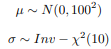 μ ∼ N(0, 100²)
σ ∼ Inv − χ²(10)